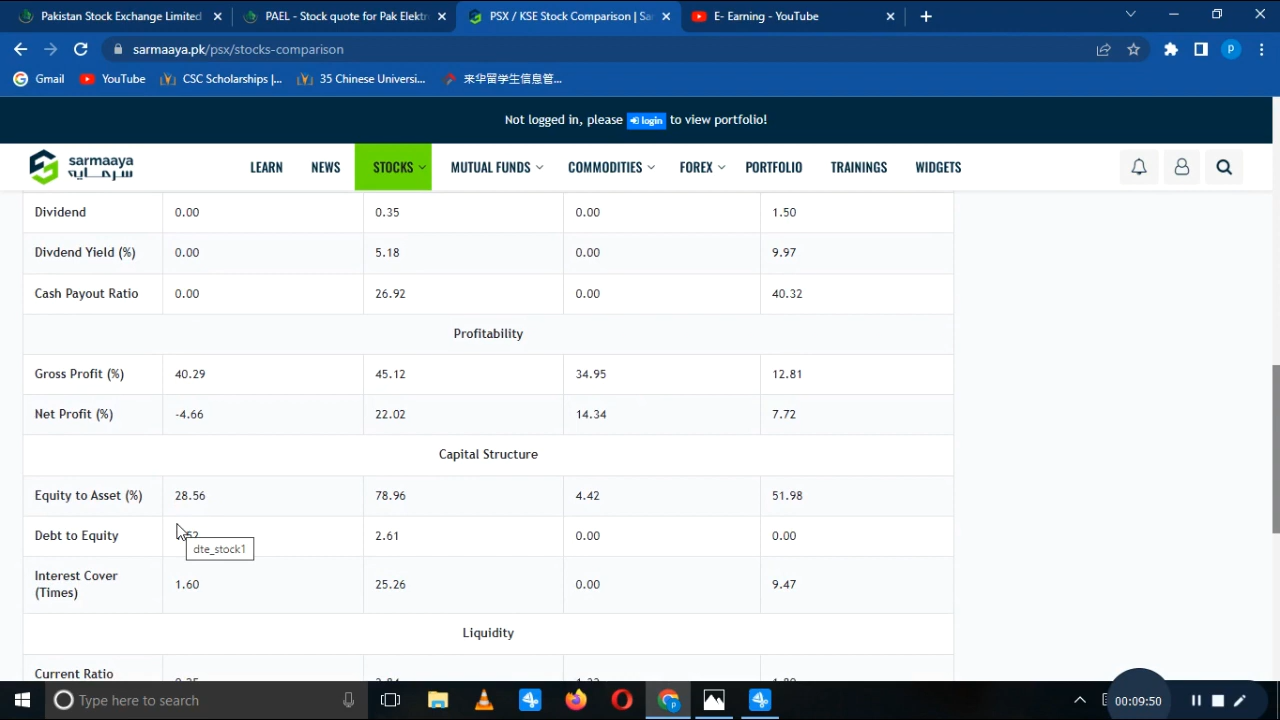 Pakistan Stock Exchange Limited
PAEL - Stock quote for Pak Elektr
PSX / KSE Stock Comparison | Sar
E- Earning - YouTube
sarmaaya.pk/psx/stocks-comparison
P
Gmail
YouTube
CSC Scholarships |...
35 Chinese Universi...
来华留学生信息管...
Not logged in, please login to view portfolio!
sarmaaya
سرمایہ
LEARN
NEWS
STOCKS
MUTUAL FUNDS
COMMODITIES
FOREX
PORTFOLIO
TRAININGS
WIDGETS
Dividend 0.00 0.35 0.00 1.50
Divdend Yield (%) 0.00 5.18 0.00 9.97
Cash Payout Ratio 0.00 26.92 0.00 40.32
Profitability
Gross Profit (%) 40.29 45.12 34.95 12.81
Net Profit (%) -4.66 22.02 14.34 7.72
Capital Structure
Equity to Asset (%) 28.56 78.96 4.42 51.98
Debt to Equity 2.61 0.00 0.00
dte_stock1
Interest Cover
(Times) 1.60 25.26 0.00 9.47
Liquidity
Current Ratio
Type here to search
00:09:50